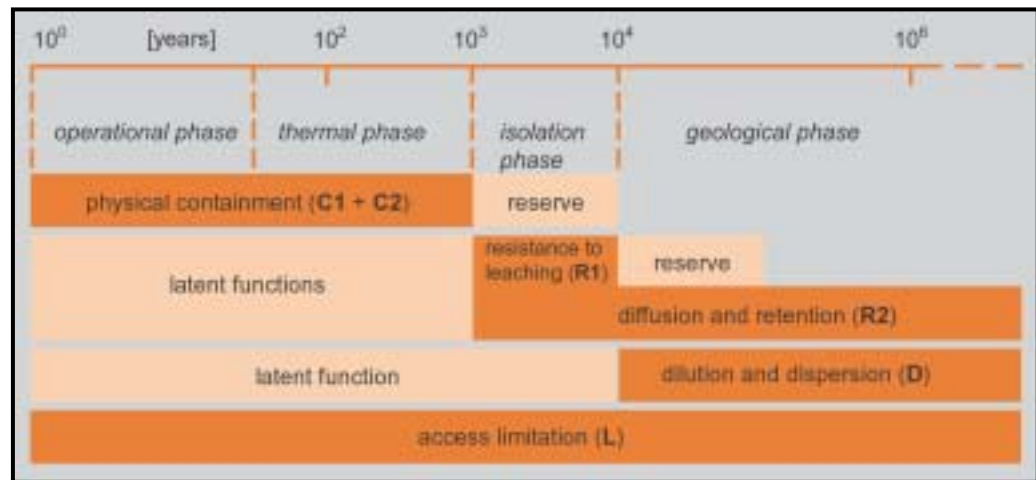 10⁰ [years] 10² 10³ 10⁴ 10⁶
operational phase thermal phase isolation geological phase
phase
physical containment (C1 + C2) reserve
resistance to
leaching (R1) reserve
latent functions
diffusion and retention (R2)
latent function dilution and dispersion (D)
access limitation (L)